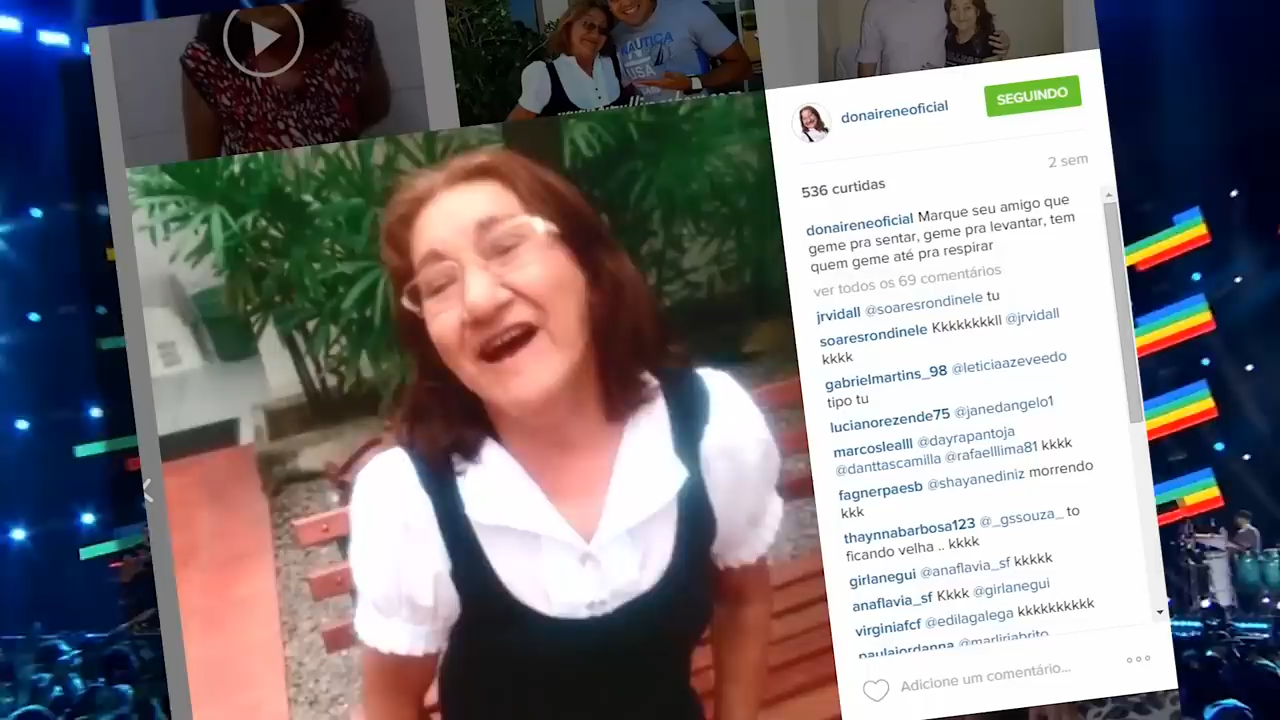 NAUTICA
USA
donaireneoficial
SEGUINDO
2 sem
536 curtidas
donaireneoficial Marque seu amigo que
geme pra sentar, geme pra levantar, tem
quem geme até pra respirar
ver todos os 69 comentários
jrvidall @soaresrondinele tu
soaresrondinele Kkkkkkkkll @jrvidall
kkkk
gabrielmartins_98 @leticiaazeveedo
tipo tu
lucianorezende75 @janedangelo1
marcoslealll @dayrapantoja
@danttascamilla @rafaelllima81 kkkk
fagnerpaesb @shayanediniz morrendo
kkk
thaynnabarbosa123 @_gssouza_ to
ficando velha .. kkkk
girlanegui @anaflavia_sf kkkkk
anaflavia_sf Kkkk @girlanegui
virginiafcf @edilagalega kkkkkkkkkk
Adicione um comentário...